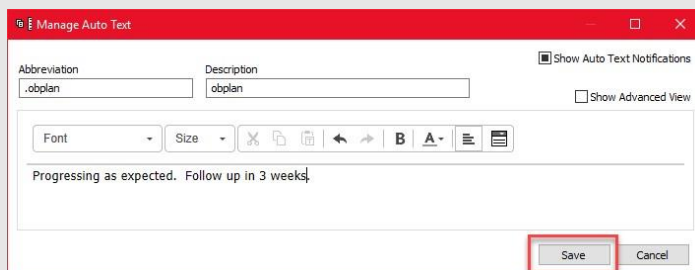 Manage Auto Text
Show Auto Text Notifications
Abbreviation Description
.obplan obplan
Show Advanced View
Font Size B A
Progressing as expected. Follow up in 3 weeks.
Save Cancel